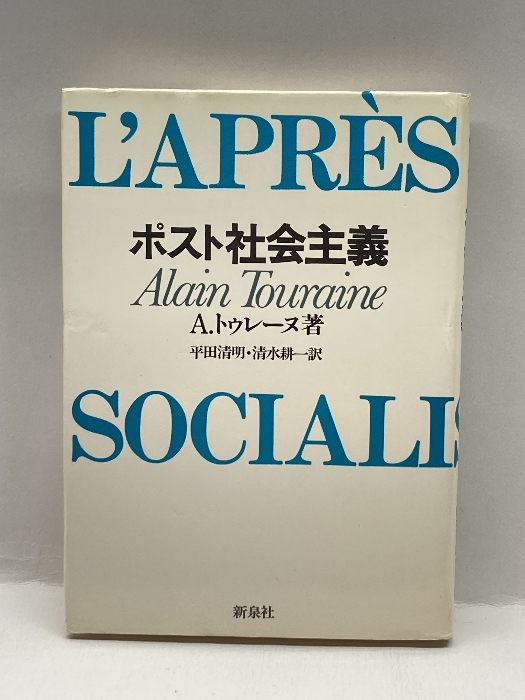 L'APRÈS
ポスト社会主義
Alain Touraine
A.トゥレーヌ著
平田清明・清水耕一訳
SOCIALIS
新泉社